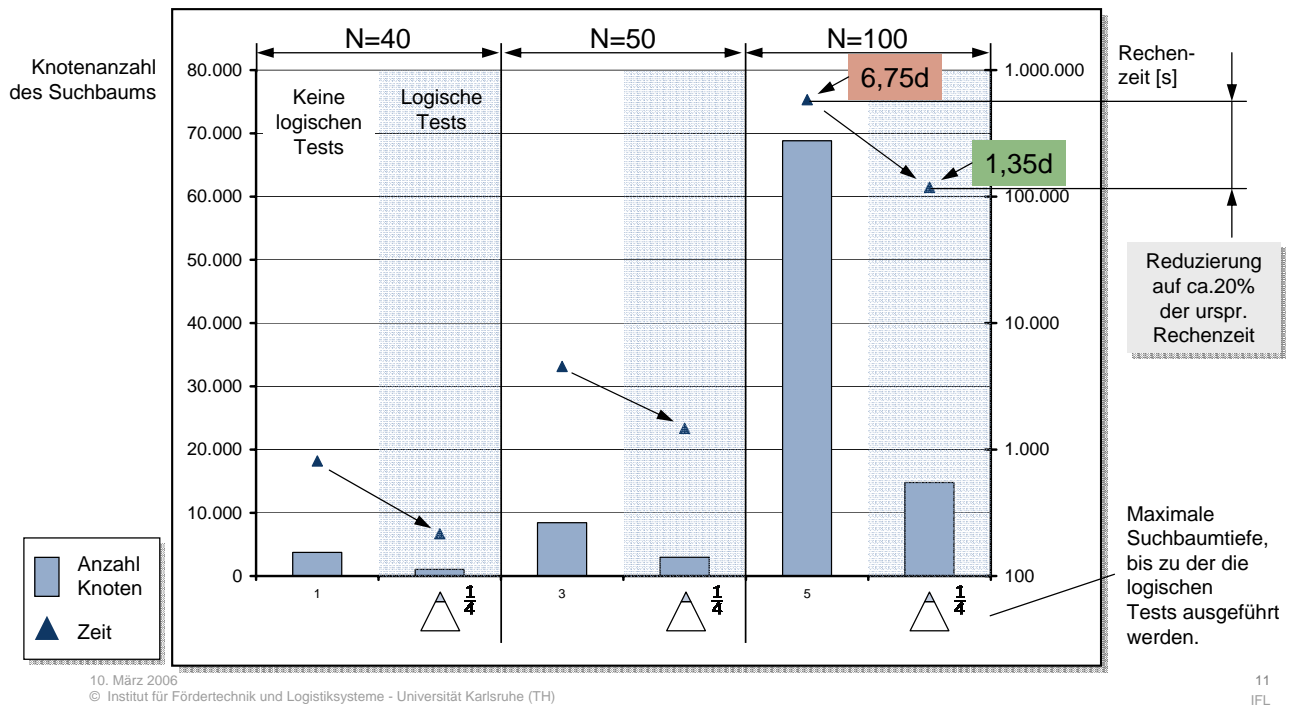 N=40
N=50
N=100
Knotenanzahl
des Suchbaums
Rechen-
zeit [s]
80.000
70.000
60.000
50.000
40.000
30.000
20.000
10.000
0
Keine
logischen
Tests
Logische
Tests
6,75d
1,35d
1.000.000
100.000
10.000
1.000
100
Reduzierung
auf ca.20%
der urspr.
Rechenzeit
1
1/4
3
1/4
5
1/4
Anzahl
Knoten
Zeit
Maximale
Suchbaumtiefe,
bis zu der die
logischen
Tests ausgeführt
werden.
10. März 2006
© Institut für Fördertechnik und Logistiksysteme - Universität Karlsruhe (TH)
11
IFL